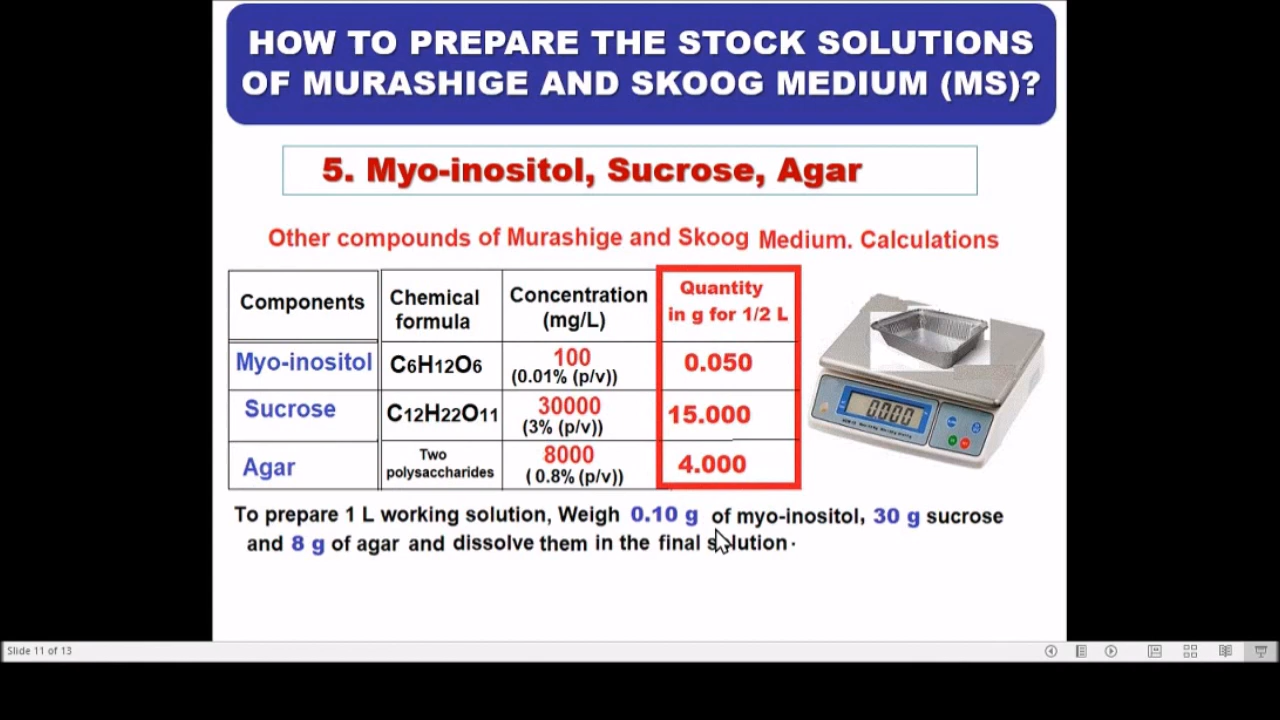 HOW TO PREPARE THE STOCK SOLUTIONS
OF MURASHIGE AND SKOOG MEDIUM (MS)?
5. Myo-inositol, Sucrose, Agar
Other compounds of Murashige and Skoog Medium. Calculations
Components
Chemical
formula
Concentration
(mg/L)
Quantity
in g for 1/2 L
Myo-inositol
C6H12O6
100
(0.01% (p/v))
0.050
Sucrose
C12H22O11
30000
(3% (p/v))
15.000
Agar
Two
polysaccharides
8000
(0.8% (p/v))
4.000
0.000
To prepare 1 L working solution, Weigh 0.10 g of myo-inositol, 30 g sucrose
and 8 g of agar and dissolve them in the final solution.
Slide 11 of 13